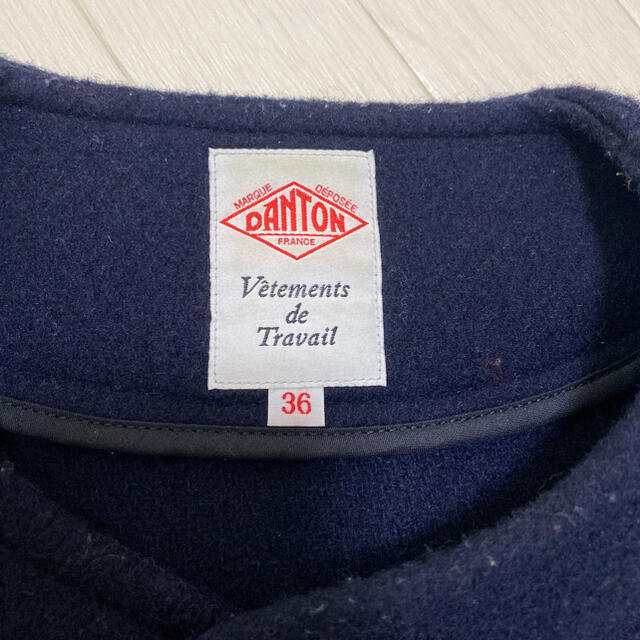 MARQUE DÉPOSÉE
DANTON
FRANCE
Vêtements
de
Travail
36